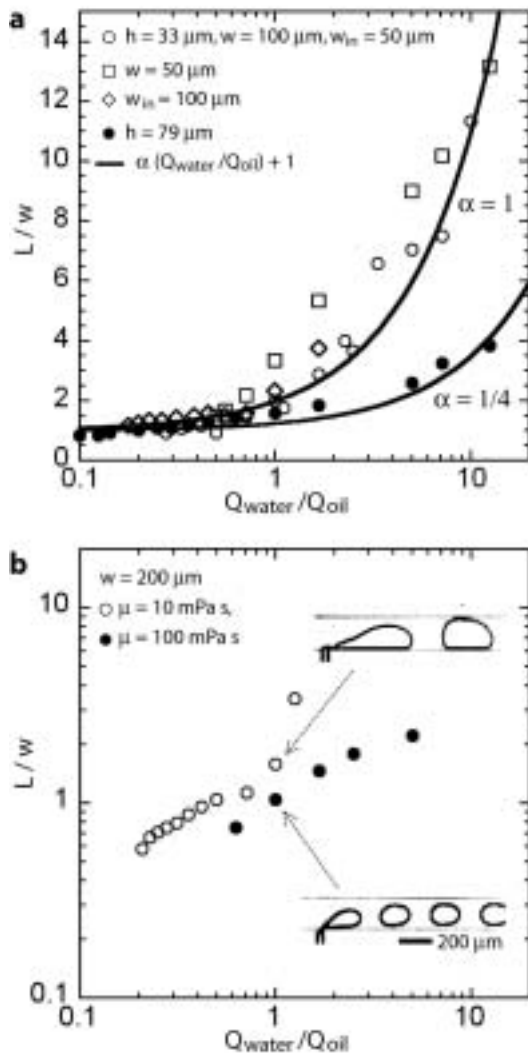 a
14
12
10
8
6
4
2
0
L / w
h = 33 μm, w = 100 μm, w_in = 50 μm
w = 50 μm
w_in = 100 μm
h = 79 μm
α (Q_water/Q_oil) + 1
α = 1
α = 1/4
0.1 1 10
Q_water/Q_oil
b
w = 200 μm
μ = 10 mPa s,
μ = 100 mPa s
10
1
0.1
L / w
200 μm
0.1 1 10
Q_water/Q_oil